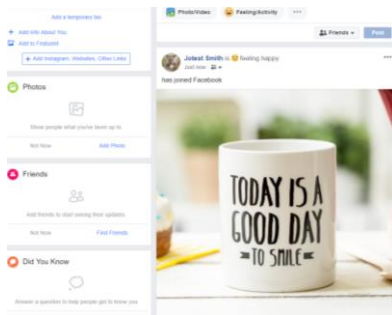 Add a temporary bio
+ Add Info About You
Add to Featured
+ Add Instagram, Websites, Other Links
Photos
Show people what you've been up to.
Not Now Add Photo
Friends
Add friends to start seeing their updates.
Not Now Find Friends
Did You Know
Answer a question to help people get to know you
Photo/Video Feeling/Activity ...
Friends Post
Jotest Smith is feeling happy ...
Just now
has joined Facebook
TODAY IS A
GOOD DAY
TO SMILE